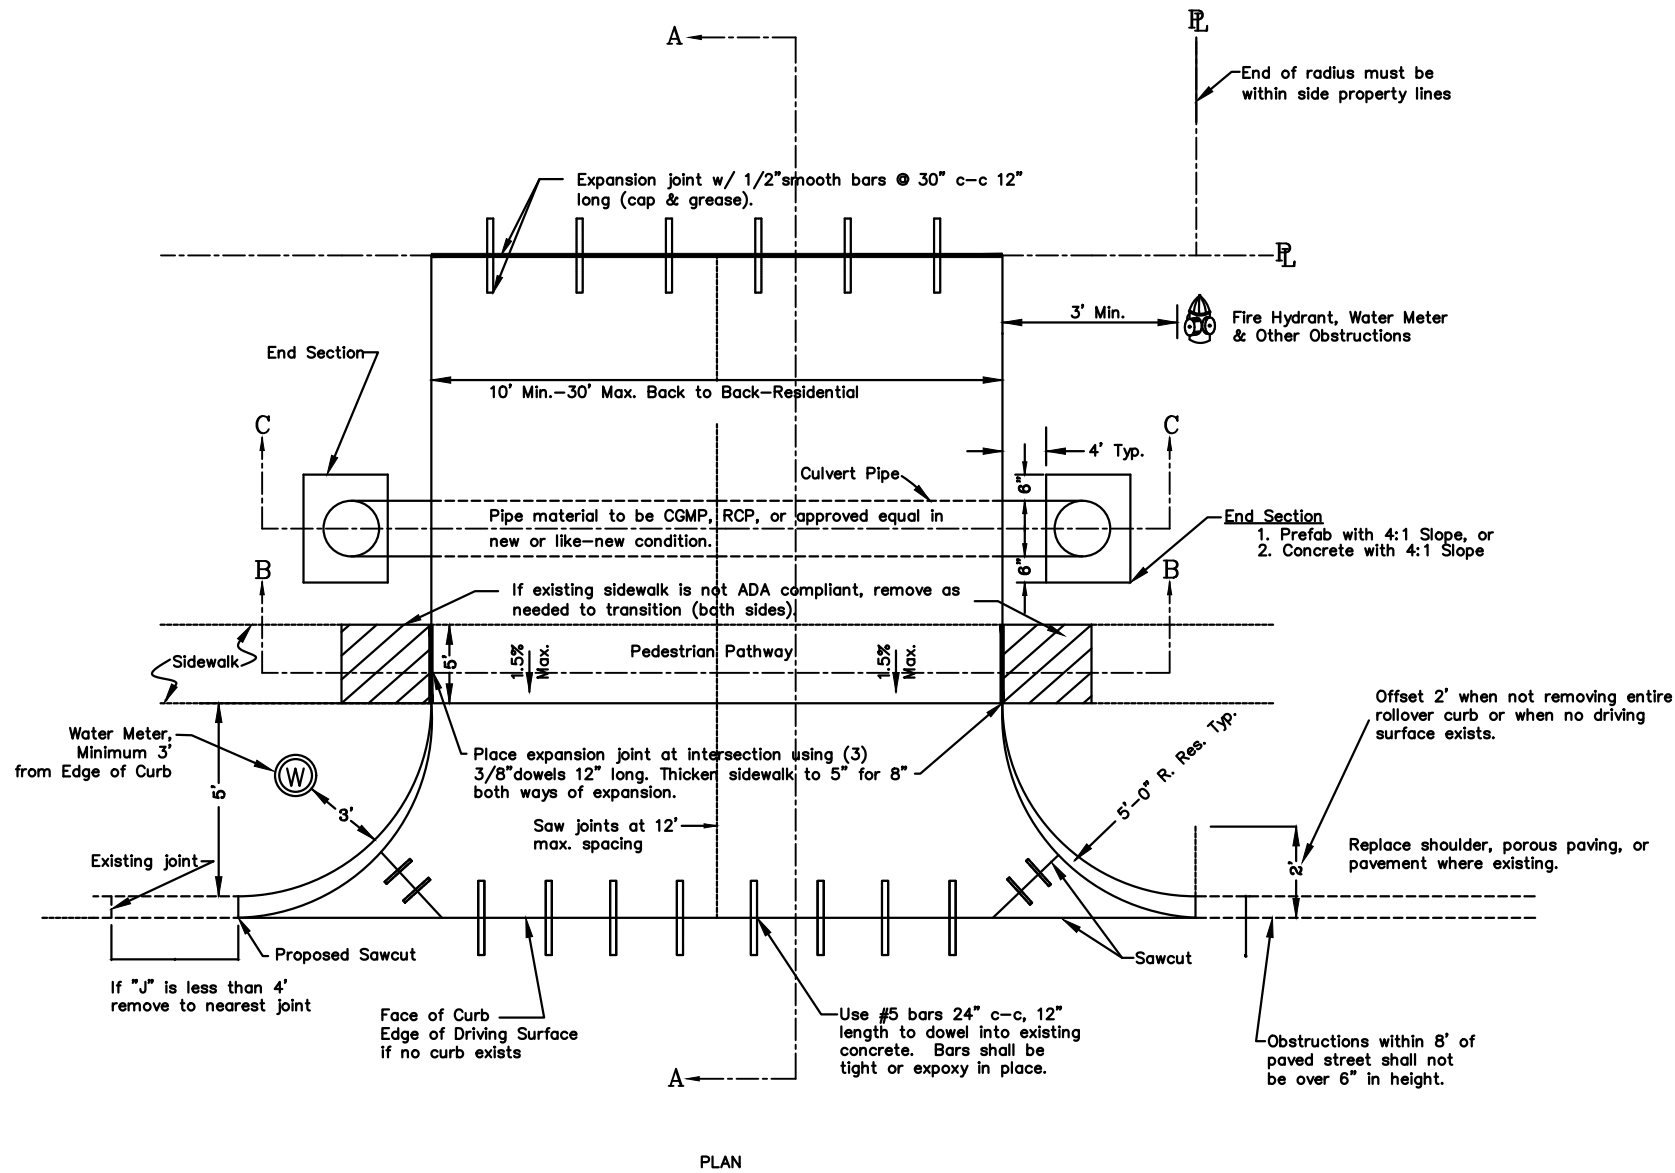 A
PL
End of radius must be
within side property lines
Expansion joint w/ 1/2"smooth bars @ 30" c-c 12"
long (cap & grease).
PL
3' Min.
Fire Hydrant, Water Meter
& Other Obstructions
End Section
10' Min.-30' Max. Back to Back-Residential
C
C
4' Typ.
Culvert Pipe
6"
Pipe material to be CGMP, RCP, or approved equal in
new or like-new condition.
End Section
1. Prefab with 4:1 Slope, or
2. Concrete with 4:1 Slope
6"
B
B
If existing sidewalk is not ADA compliant, remove as
needed to transition (both sides).
Sidewalk
5'
1.5%
Max.
Pedestrian Pathway
1.5%
Max.
Offset 2' when not removing entire
rollover curb or when no driving
surface exists.
Water Meter,
Minimum 3'
from Edge of Curb
W
5'
3'
Place expansion joint at intersection using (3)
3/8"dowels 12" long. Thicken sidewalk to 5" for 8"
both ways of expansion.
5'-0" R. Res. Typ.
Saw joints at 12'
max. spacing
2'
Replace shoulder, porous paving, or
pavement where existing.
Existing joint
Proposed Sawcut
Sawcut
If "J" is less than 4'
remove to nearest joint
Face of Curb
Edge of Driving Surface
if no curb exists
Use #5 bars 24" c-c, 12"
length to dowel into existing
concrete. Bars shall be
tight or expoxy in place.
Obstructions within 8' of
paved street shall not
be over 6" in height.
A
PLAN